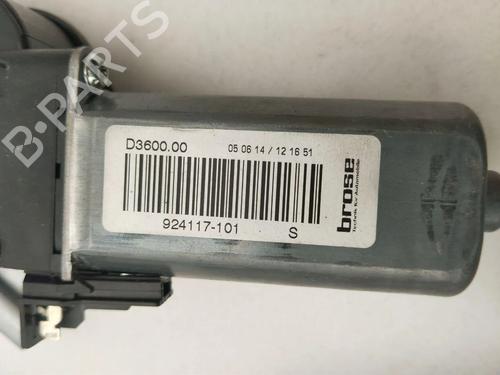 B-PARTS
D3600.00 05 06 14 / 12 16 51
924117-101 S
brose
Technik für Automobile